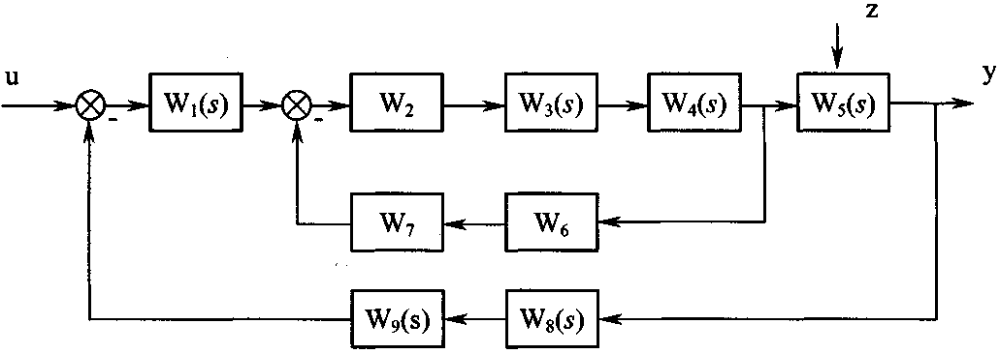 z
u
y
W₁(s)
W₂
W₃(s)
W₄(s)
W₅(s)
-
-
W₇
W₆
W₉(s)
W₈(s)